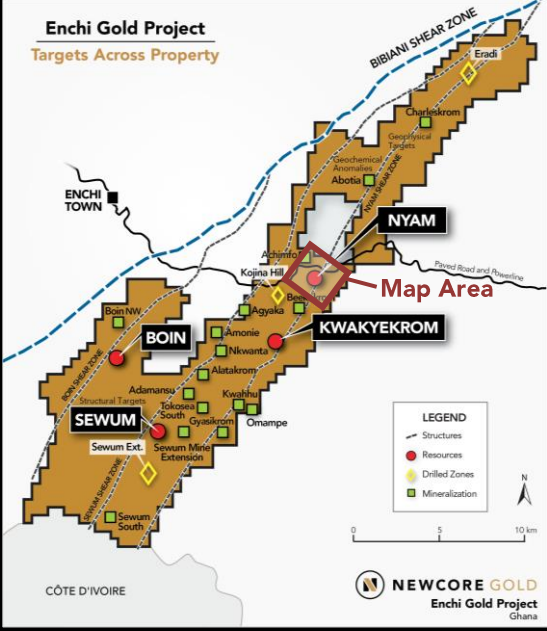 Enchi Gold Project
Targets Across Property
BIBIANI SHEAR ZONE
Eradi
Charleskrom
Geophysical
Targets
Geochemical
Anomalies
Abotia
NYAM SHEAR ZONE
ENCHI
TOWN
NYAM
Achimfo
Paved Road and Powerline
Kojina Hill
Map Area
Boin NW
Agyaka
KWAKYEKROM
BOIN
Amonie
Nkwanta
BOIN SHEAR ZONE
Alatakrom
Structural Targets
Adamansu
Kwahu
Tokosea
South
Omampe
SEWUM
Gyasikrom
Sewum Ext.
Sewum Mine
Extension
SEWUM SHEAR ZONE
Sewum
South
LEGEND
Structures
Resources
Drilled Zones
Mineralization
N
0 5 10 km
CÔTE D'IVOIRE
N NEWCORE GOLD
Enchi Gold Project
Ghana